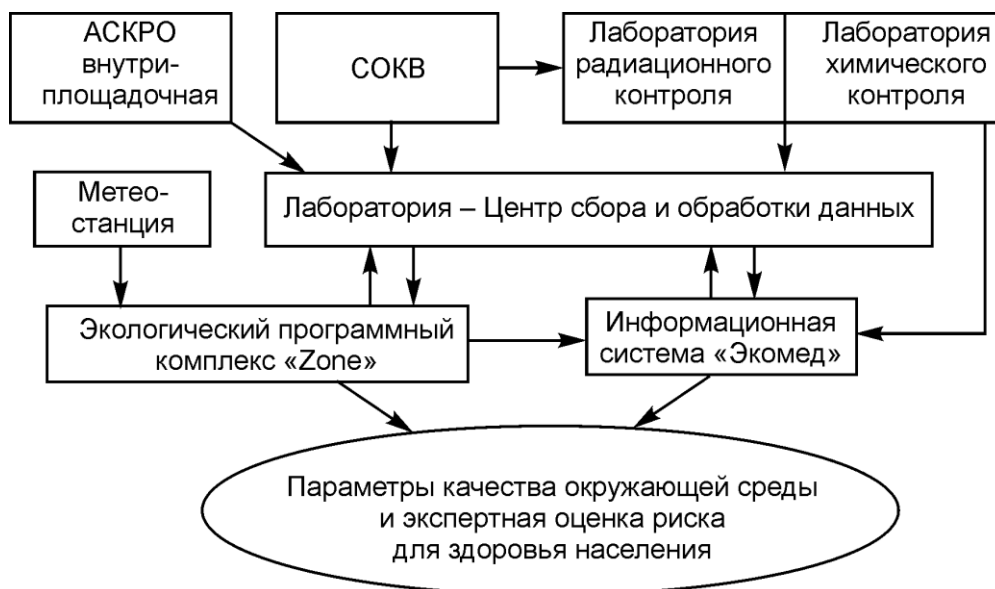 АСКРО
внутри-
площадочная
СОКВ
Лаборатория
радиационного
контроля
Лаборатория
химического
контроля
Метео-
станция
Лаборатория – Центр сбора и обработки данных
Экологический программный
комплекс «Zone»
Информационная
система «Экомед»
Параметры качества окружающей среды
и экспертная оценка риска
для здоровья населения